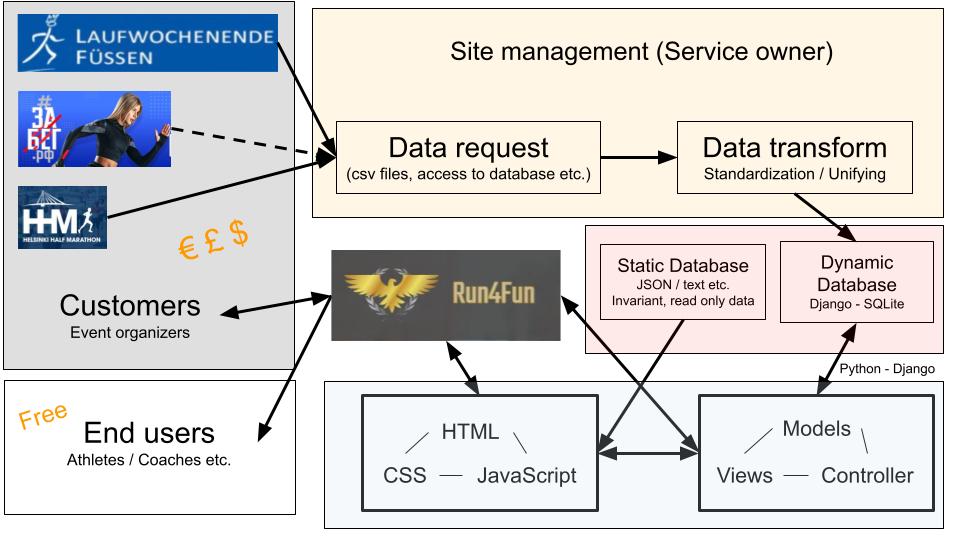 LAUFWOCHENENDE
FÜSSEN
#
ЗА
БЕГ
.РФ
HHM
HELSINKI HALF MARATHON
€ £ $
Customers
Event organizers
Free
End users
Athletes / Coaches etc.
Site management (Service owner)
Data request
(csv files, access to database etc.)
Data transform
Standardization / Unifying
Run4Fun
Static Database
JSON / text etc.
Invariant, read only data
Dynamic
Database
Django - SQLite
Python - Django
HTML
CSS JavaScript
Models
Views Controller